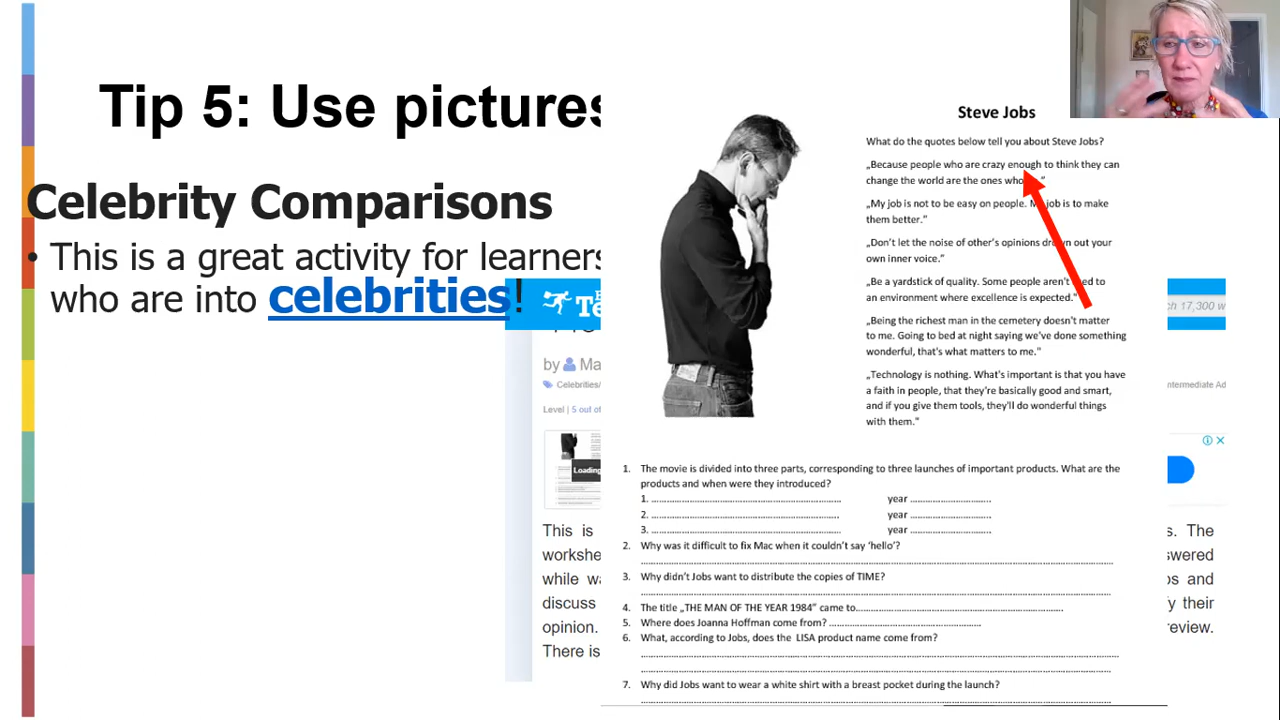 Tip 5: Use pictures
Celebrity Comparisons
• This is a great activity for learners
who are into celebrities!
by Ma
Celebrities/
Level | 5 out of
Loading
This is
workshe
while wa
discuss
opinion.
There is
Steve Jobs
What do the quotes below tell you about Steve Jobs?
„Because people who are crazy enough to think they can
change the world are the ones who
„My job is not to be easy on people. My job is to make
them better."
„Don't let the noise of other's opinions drown out your
own inner voice."
„Be a yardstick of quality. Some people aren't used to
an environment where excellence is expected."
„Being the richest man in the cemetery doesn't matter
to me. Going to bed at night saying we've done something
wonderful, that's what matters to me."
„Technology is nothing. What's important is that you have
a faith in people, that they're basically good and smart,
and if you give them tools, they'll do wonderful things
with them."
1. The movie is divided into three parts, corresponding to three launches of important products. What are the
products and when were they introduced?
1. ........................ year ........................
2. ........................ year ........................
3. ........................ year ........................
2. Why was it difficult to fix Mac when it couldn't say 'hello'?
3. Why didn't Jobs want to distribute the copies of TIME?
4. The title „THE MAN OF THE YEAR 1984" came to........................
5. Where does Joanna Hoffman come from? ........................
6. What, according to Jobs, does the LISA product name come from?
7. Why did Jobs want to wear a white shirt with a breast pocket during the launch?
ch 17,300 w
ntermediate Ad
s. The
swered
bs and
y their
review.